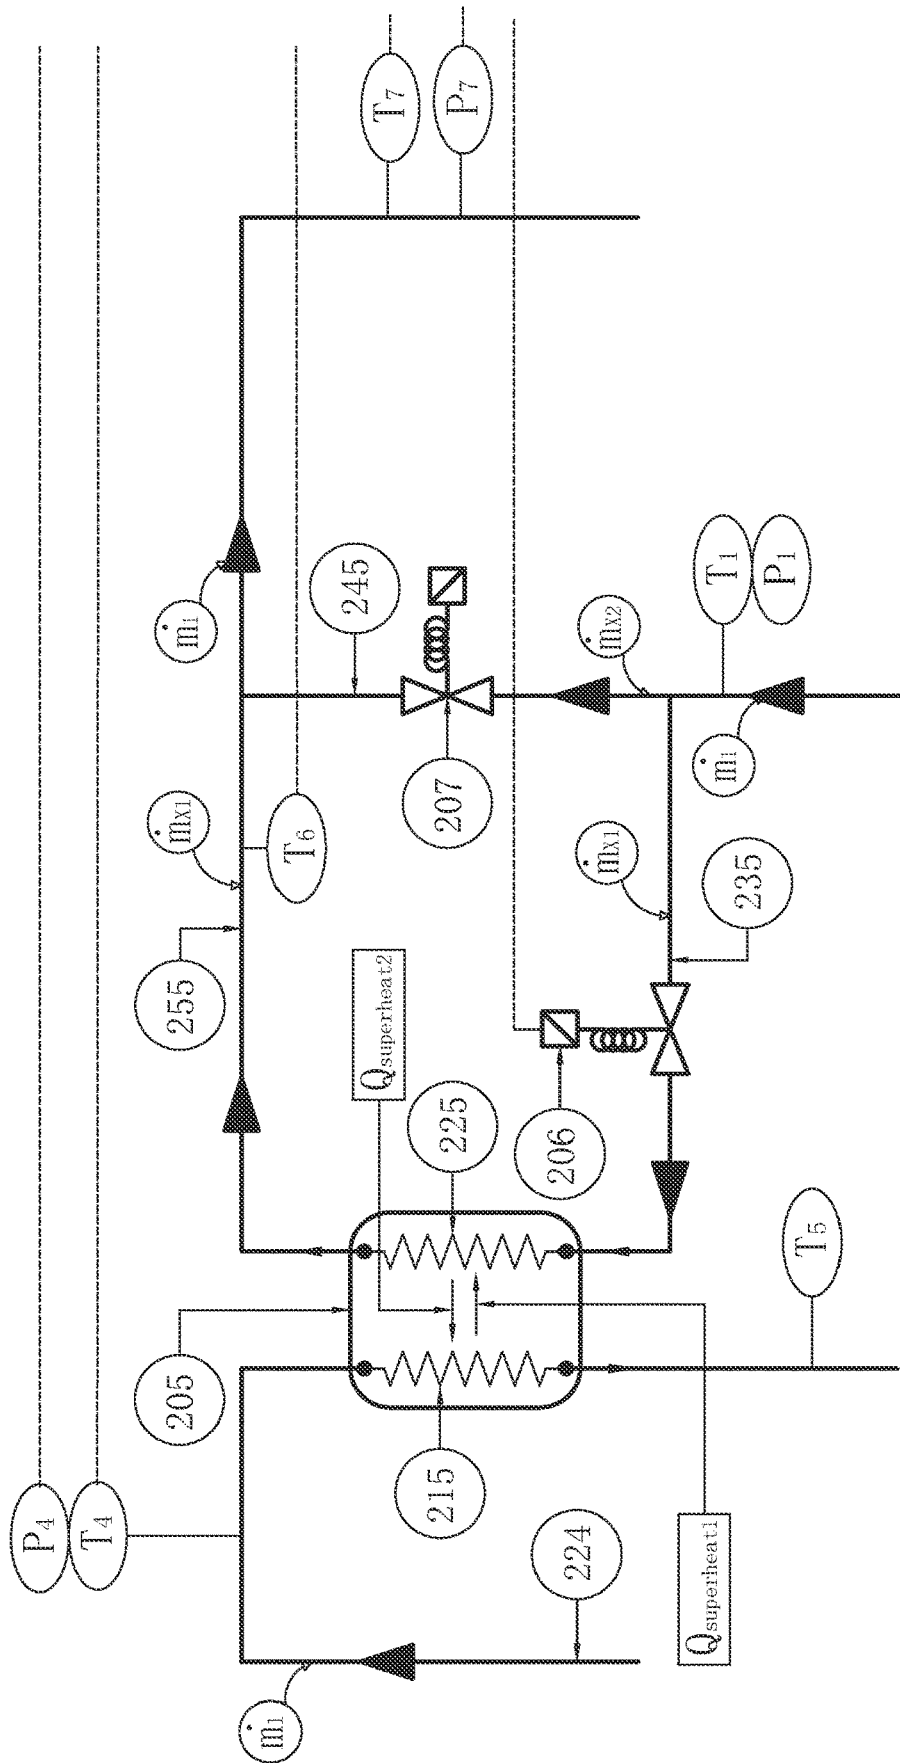 P4
T4
205
255
ṁX1
ṁ1
ṁ1
T6
245
Qsuperheat2
T7
215
225
207
P7
224
206
ṁX1
ṁX2
Qsuperheat1
235
ṁ1
T1
P1
T5